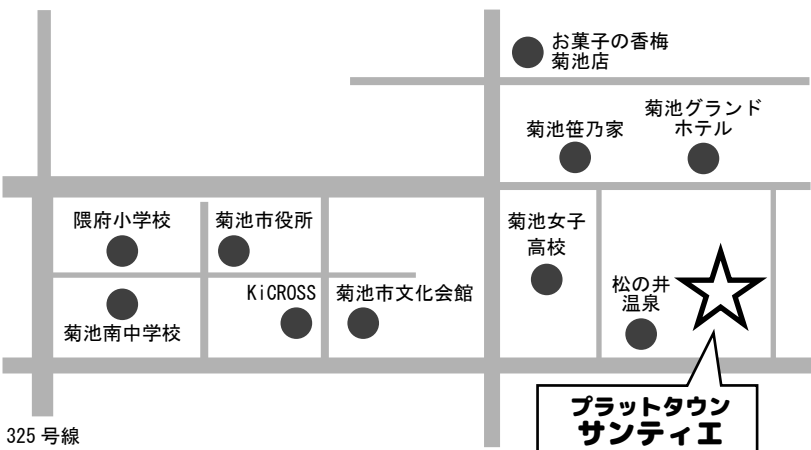 お菓子の香梅
菊池店
菊池グランド
ホテル
菊池笹乃家
隈府小学校
菊池市役所
菊池女子
高校
松の井
温泉
KiCROSS
菊池市文化会館
菊池南中学校
プラットタウン
サンティエ
325号線